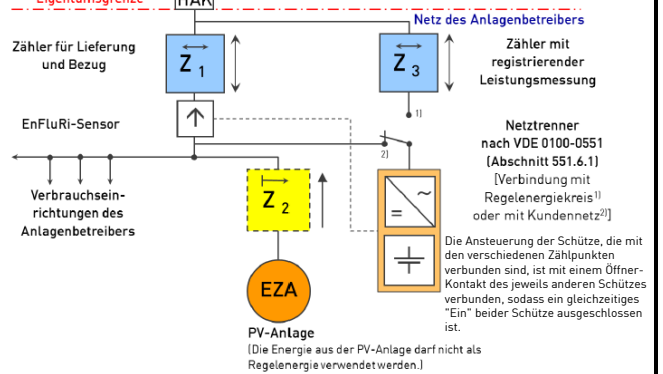 Eigentumsgrenze
HAK
Netz des Anlagenbetreibers
Zähler für Lieferung
und Bezug
Z 1
Z 3
Zähler mit
registrierender
Leistungsmessung
EnFluRi-Sensor
1)
2)
Netztrenner
nach VDE 0100-0551
(Abschnitt 551.6.1)
[Verbindung mit
Regelenergiekreis1)
oder mit Kundennetz2)]
Verbrauchsein-
richtungen des
Anlagenbetreibers
Z 2
~
=
Die Ansteuerung der Schütze, die mit
den verschiedenen Zählpunkten
verbunden sind, ist mit einem Öffner-
Kontakt des jeweils anderen Schützes
verbunden, sodass ein gleichzeitiges
"Ein" beider Schütze ausgeschlossen
ist.
EZA
PV-Anlage
(Die Energie aus der PV-Anlage darf nicht als
Regelenergie verwendet werden.)